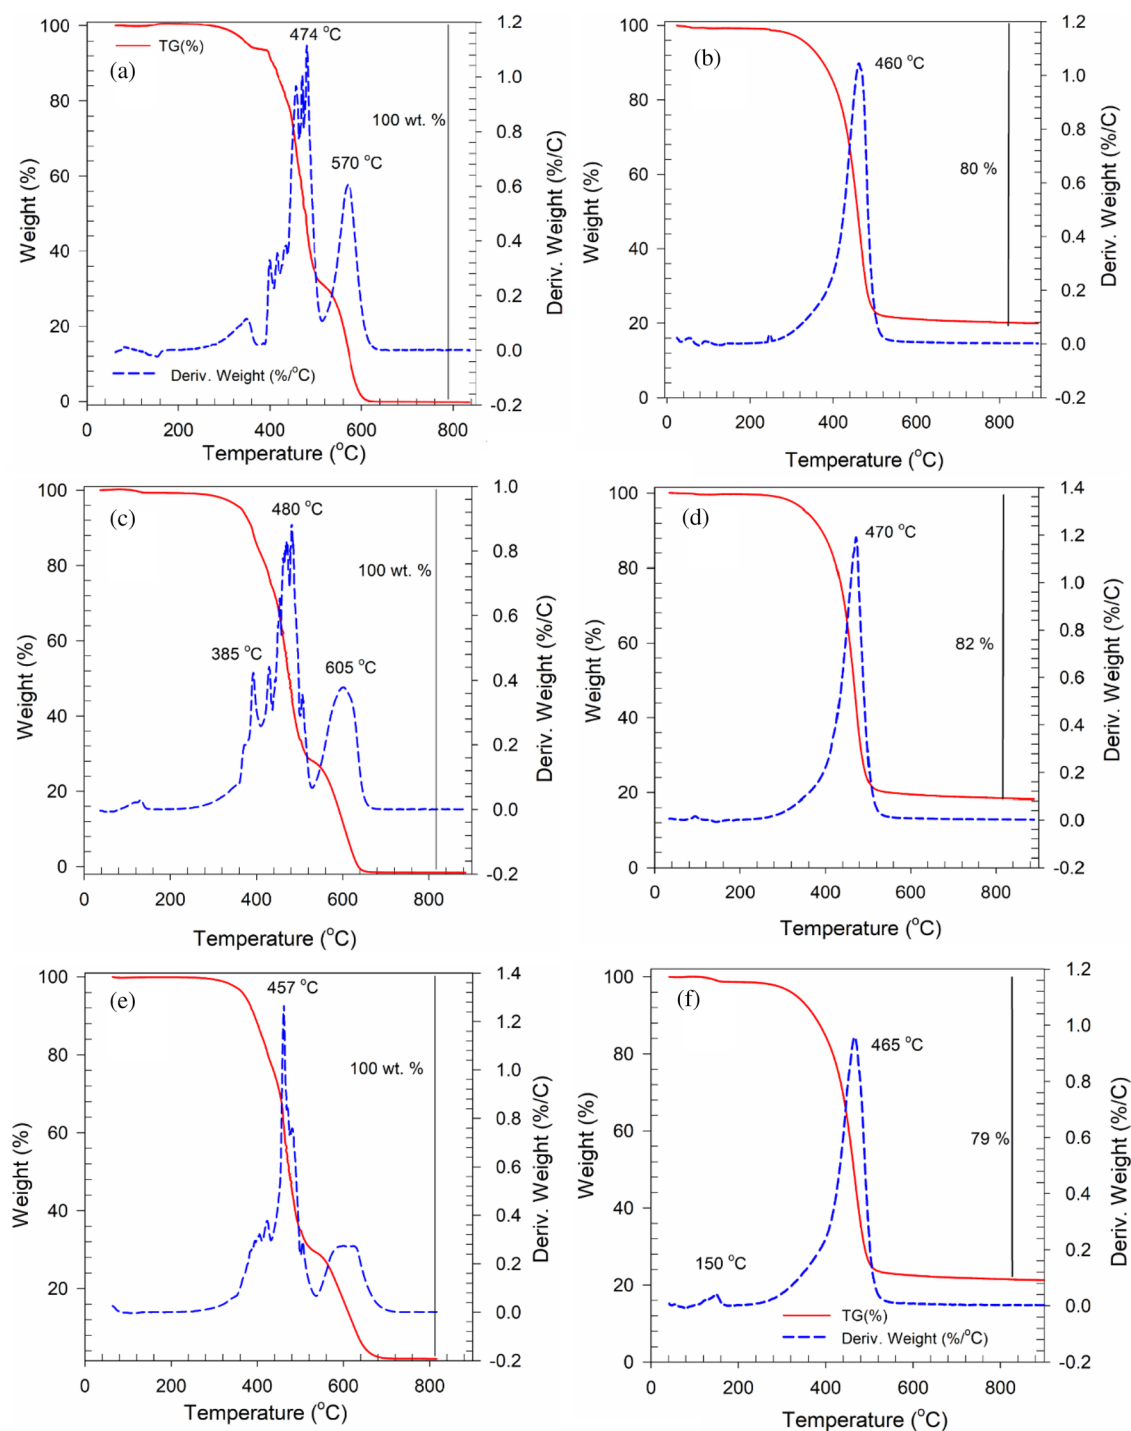 (a)
TG(%)
474 °C
570 °C
100 wt. %
Deriv. Weight (%/°C)
100
80
60
40
20
0
Weight (%)
1.2
1.0
0.8
0.6
0.4
0.2
0.0
-0.2
Deriv. Weight (%/C)
0 200 400 600 800
Temperature (°C)
(b)
460 °C
80 %
100
80
60
40
20
0
Weight (%)
1.2
1.0
0.8
0.6
0.4
0.2
0.0
-0.2
Deriv. Weight (%/C)
0 200 400 600 800
Temperature (°C)
(c)
480 °C
100 wt. %
385 °C
605 °C
100
80
60
40
20
0
Weight (%)
1.0
0.8
0.6
0.4
0.2
0.0
-0.2
Deriv. Weight (%/C)
0 200 400 600 800
Temperature (°C)
(d)
470 °C
82 %
100
80
60
40
20
0
Weight (%)
1.4
1.2
1.0
0.8
0.6
0.4
0.2
0.0
-0.2
Deriv. Weight (%/C)
0 200 400 600 800
Temperature (°C)
(e)
457 °C
100 wt. %
100
80
60
40
20
Weight (%)
1.4
1.2
1.0
0.8
0.6
0.4
0.2
0.0
-0.2
Deriv. Weight (%/C)
0 200 400 600 800
Temperature (°C)
(f)
465 °C
79 %
150 °C
TG(%)
Deriv. Weight (%/°C)
100
80
60
40
20
0
Weight (%)
1.2
1.0
0.8
0.6
0.4
0.2
0.0
-0.2
Deriv. Weight (%/C)
0 200 400 600 800
Temperature (°C)